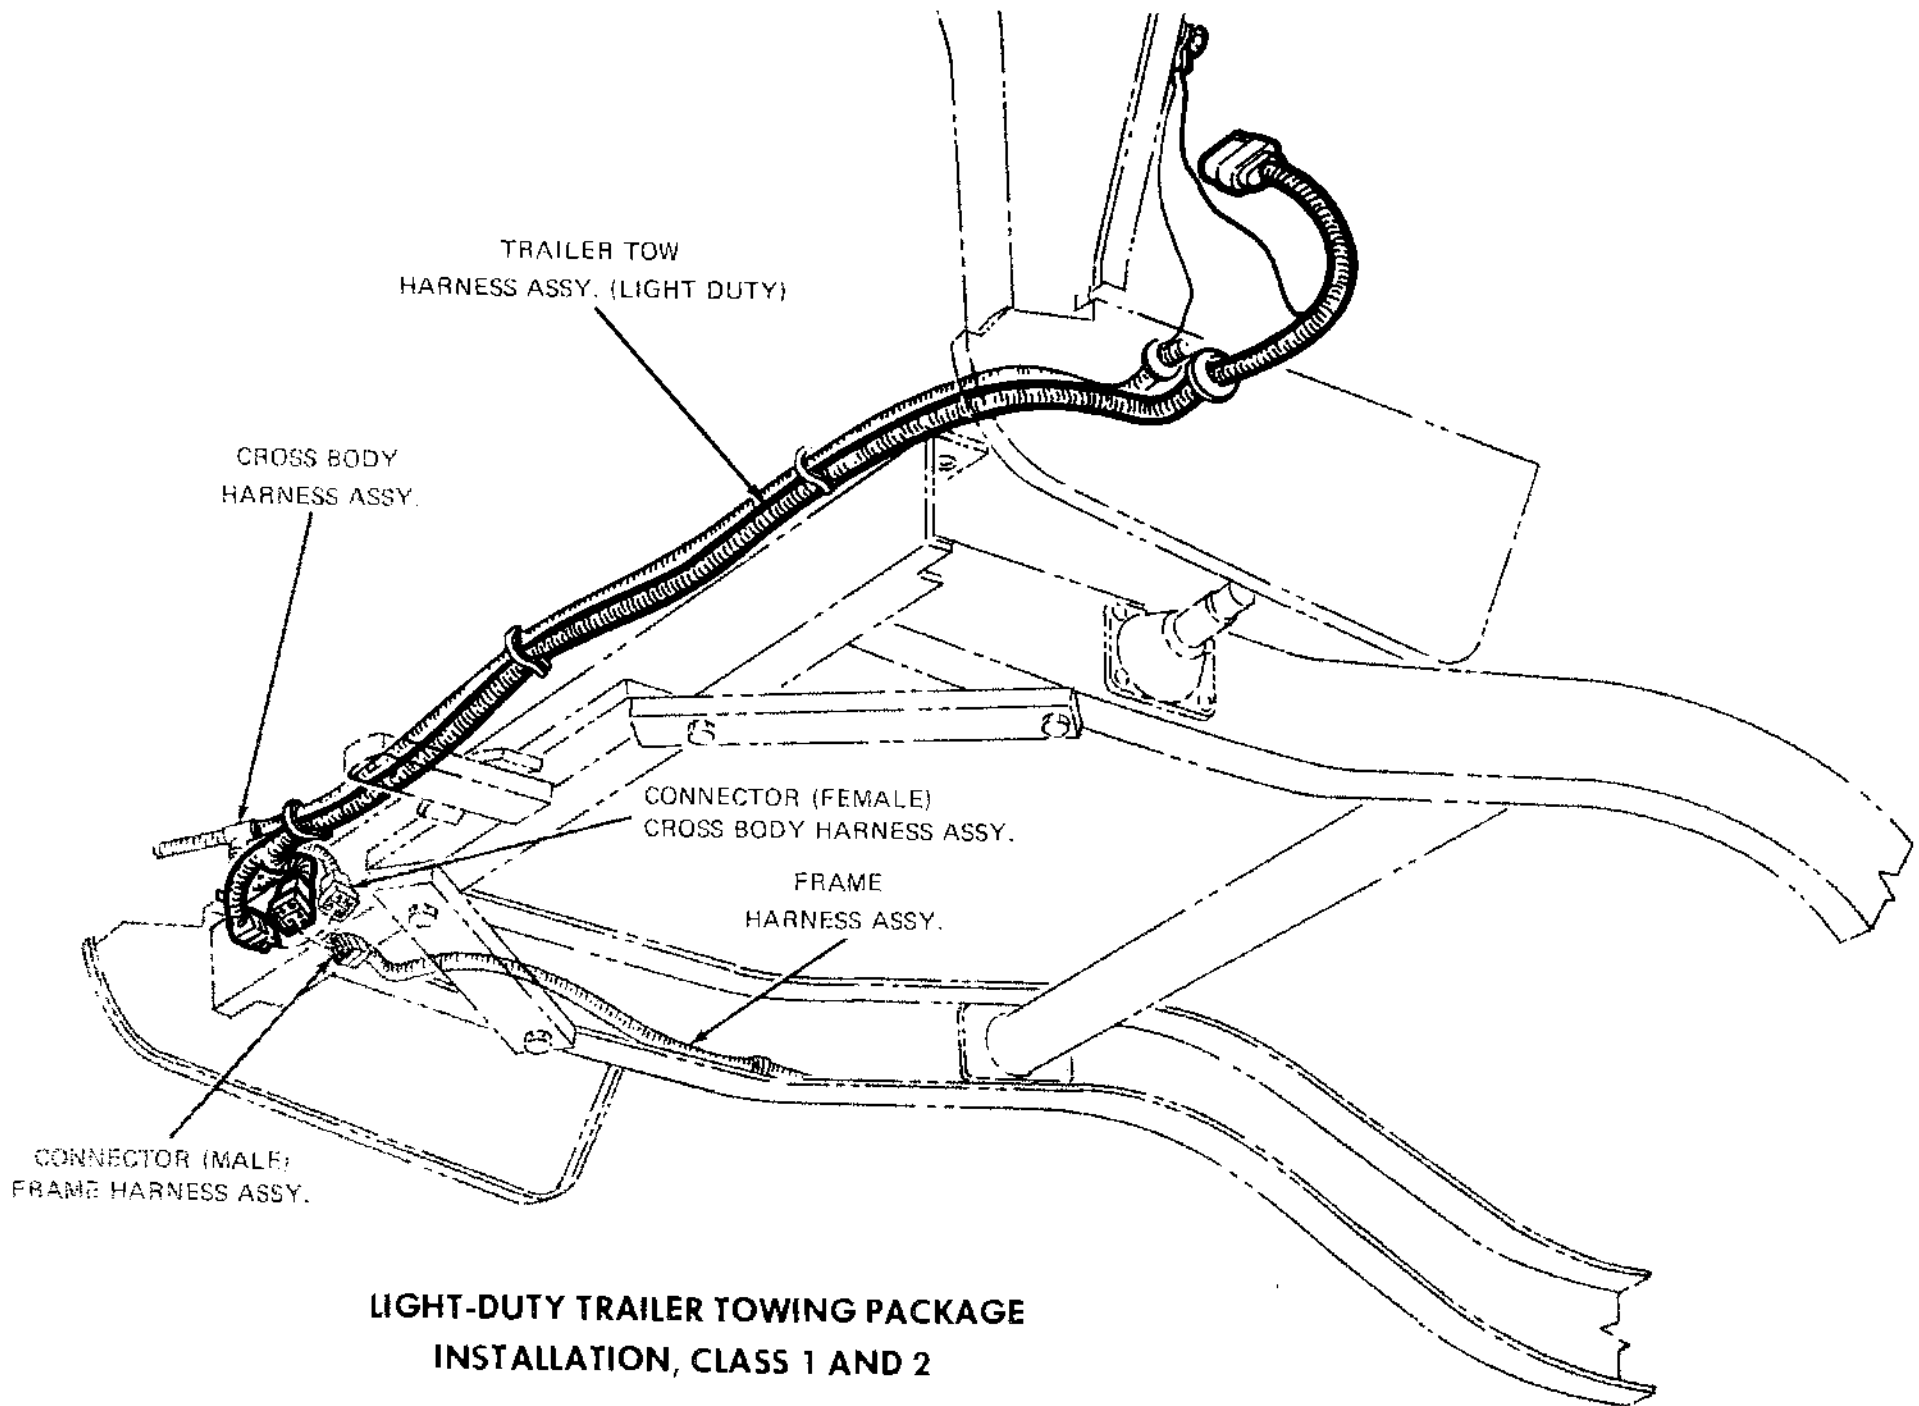 TRAILER TOW
HARNESS ASSY. (LIGHT DUTY)
CROSS BODY
HARNESS ASSY.
CONNECTOR (FEMALE)
CROSS BODY HARNESS ASSY.
FRAME
HARNESS ASSY.
CONNECTOR (MALE)
FRAME HARNESS ASSY.
LIGHT-DUTY TRAILER TOWING PACKAGE
INSTALLATION, CLASS 1 AND 2